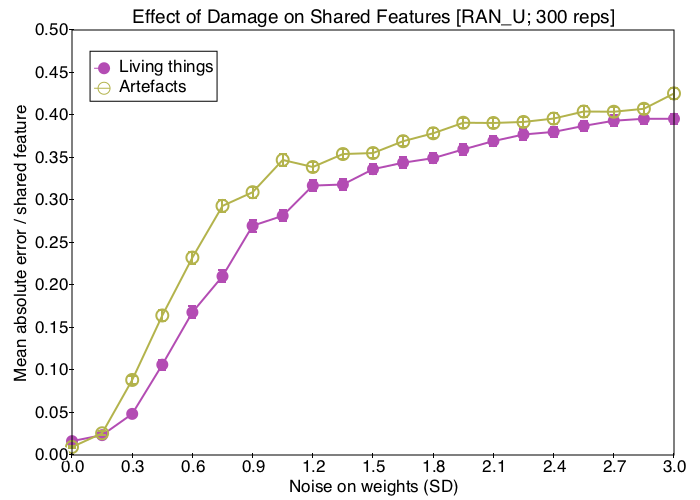 Effect of Damage on Shared Features [RAN_U; 300 reps]
0.50
0.45
0.40
0.35
0.30
0.25
0.20
0.15
0.10
0.05
0.00
Mean absolute error / shared feature
Living things
Artefacts
0.0 0.3 0.6 0.9 1.2 1.5 1.8 2.1 2.4 2.7 3.0
Noise on weights (SD)